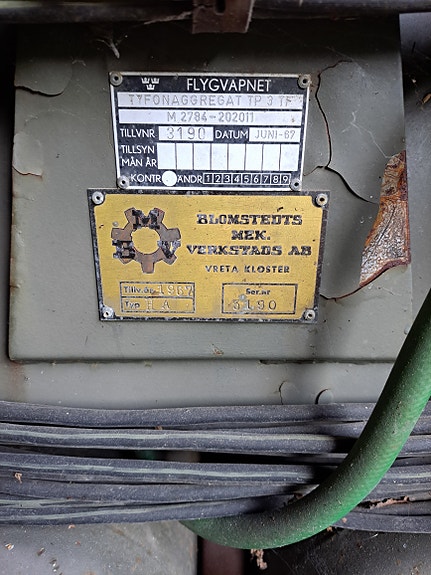 FLYGVAPNET
TYFONAGGREGAT TP 3 TF
M 2784-202011
TILLVNR 3190 DATUM JUNI-67
TILLSYN
MÅN ÅR
KONTR ÄNDR 1 2 3 4 5 6 7 8 9
BMV
BLOMSTEDTS
MEK.
VERKSTADS AB
VRETA KLOSTER
Tillv.år 1967 Ser.nr
Typ H A 3190